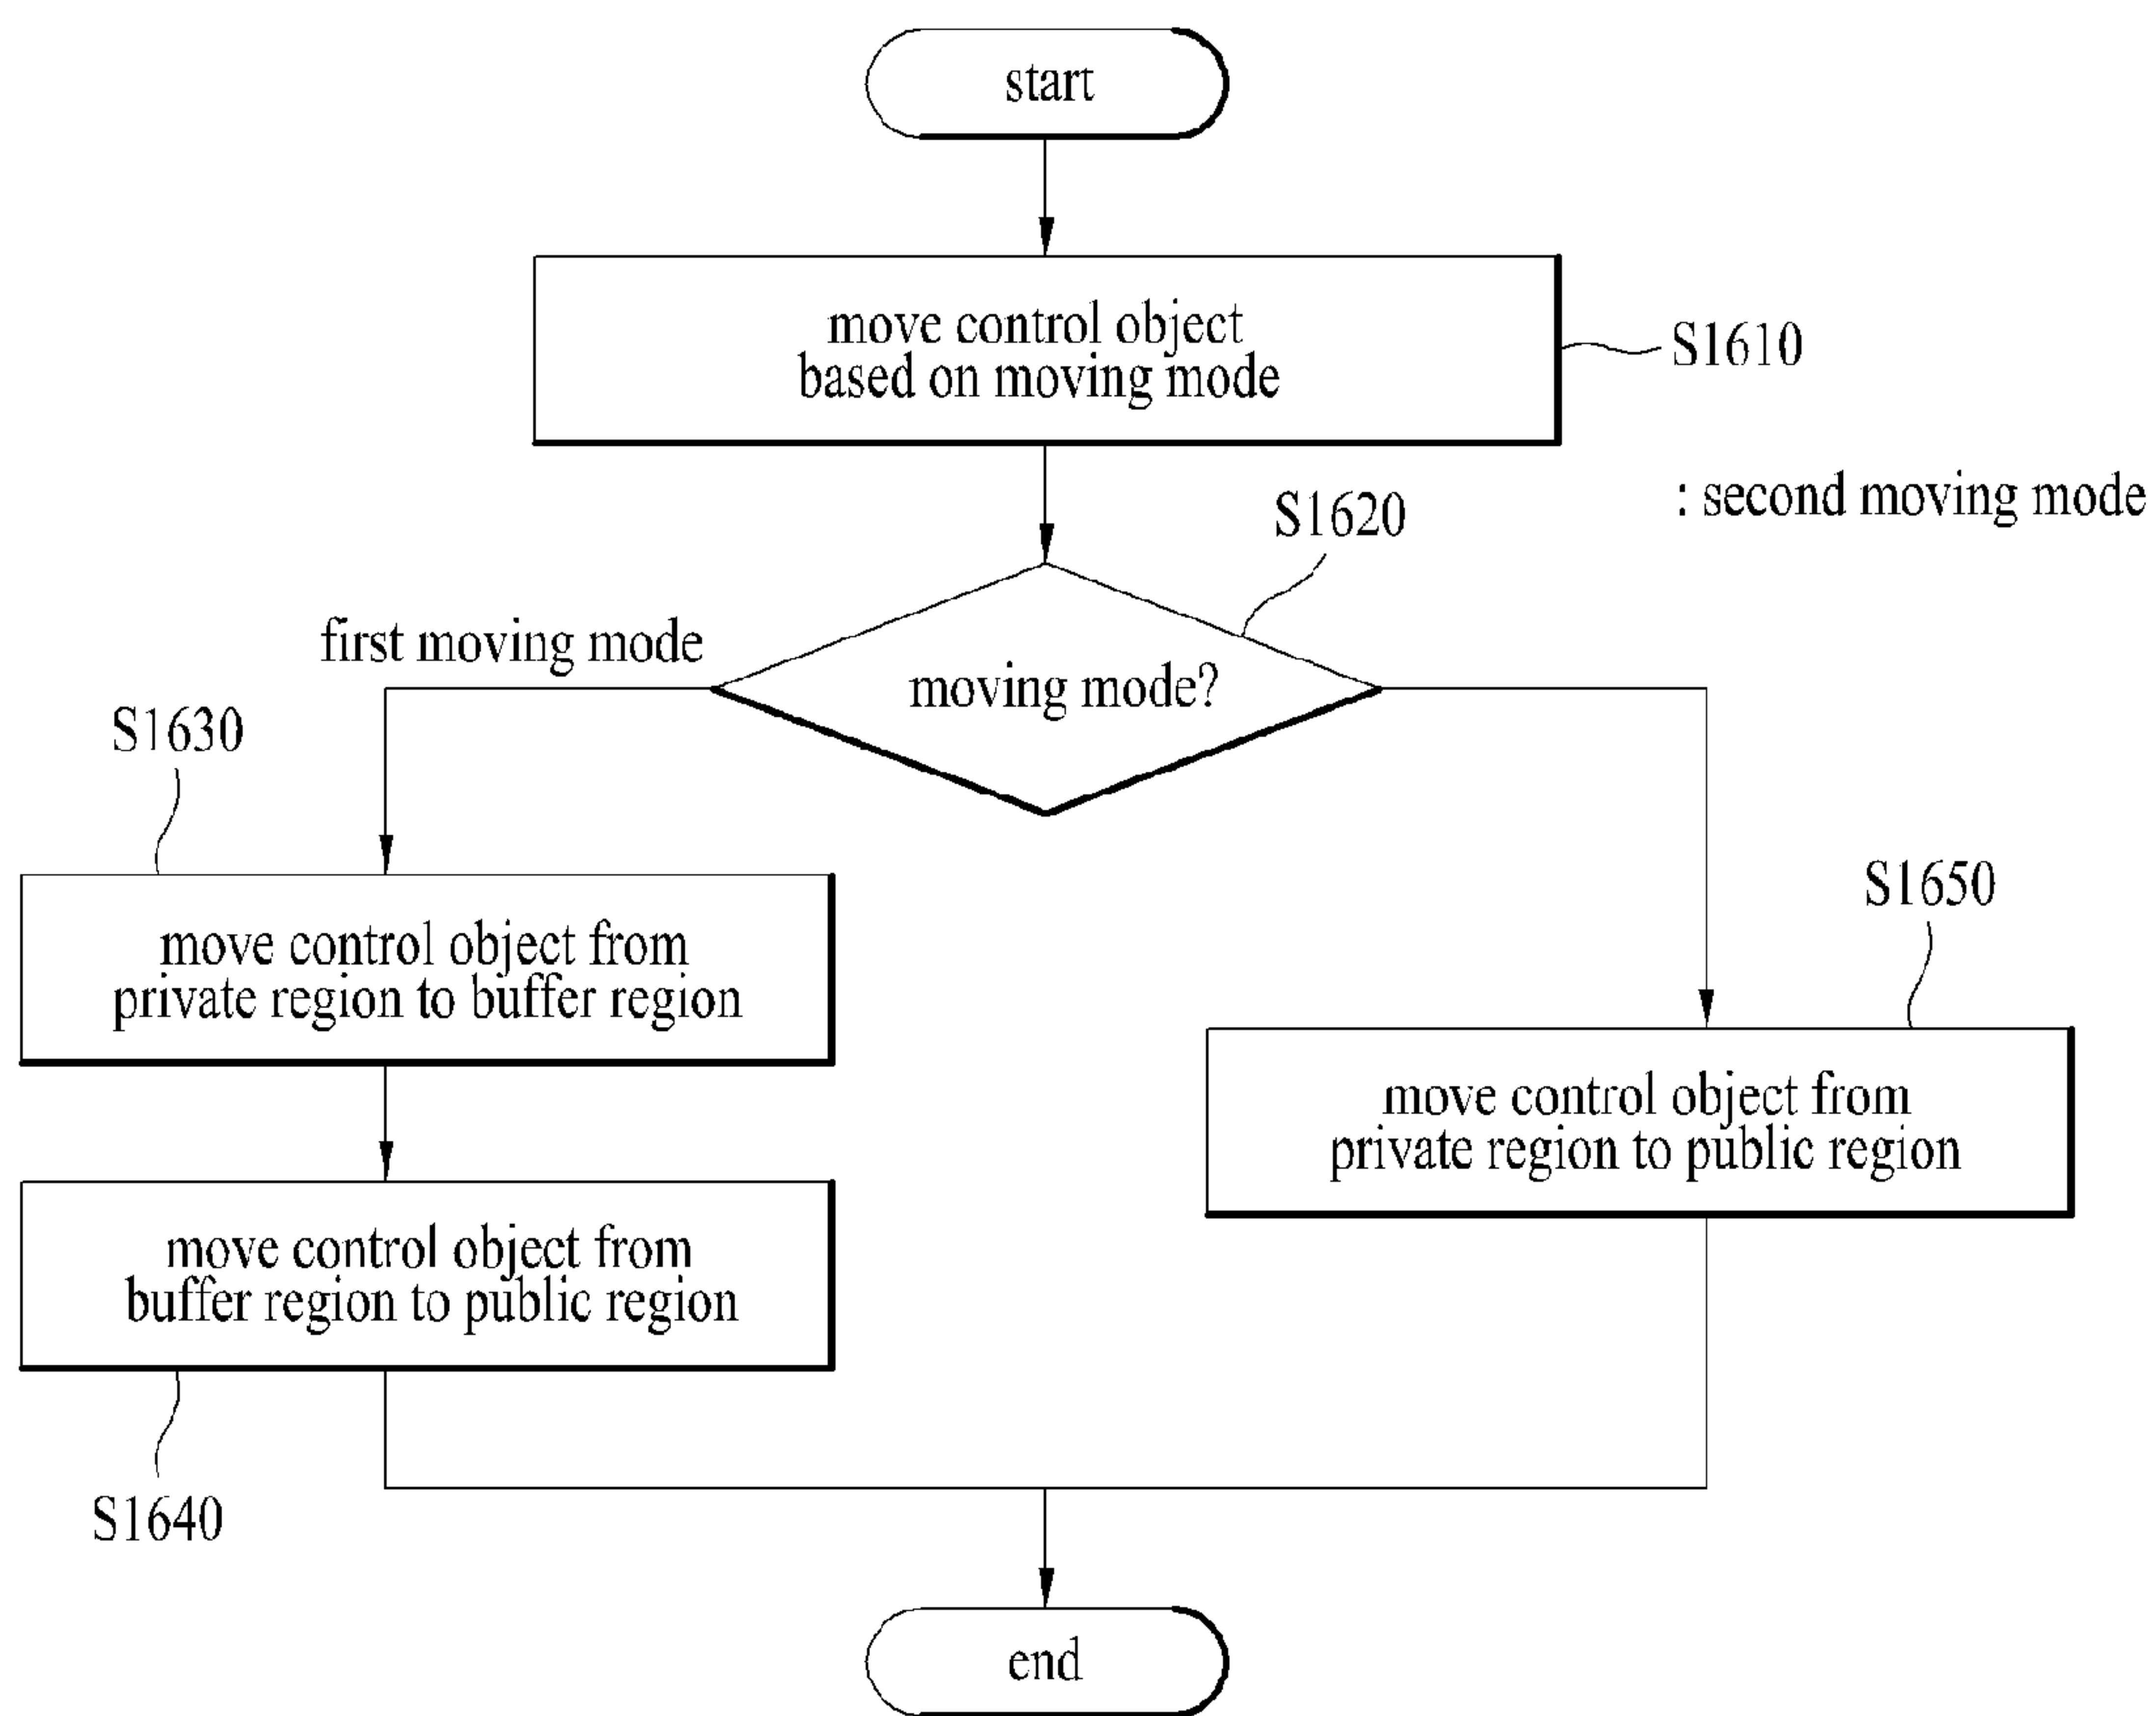 start
move control object
based on moving mode
S1610
: second moving mode
S1620
first moving mode
moving mode?
S1630
S1650
move control object from
private region to buffer region
move control object from
private region to public region
move control object from
buffer region to public region
S1640
end